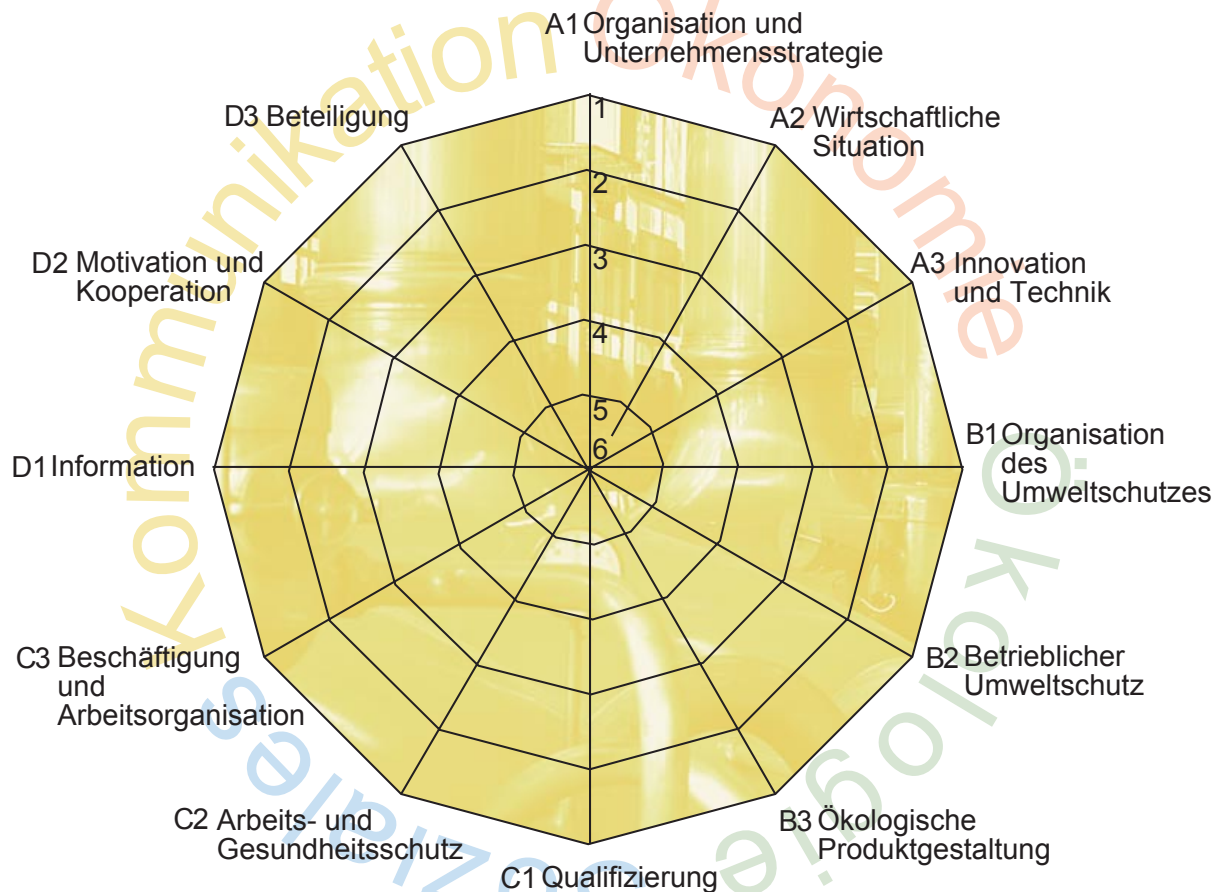 A1 Organisation und
Unternehmensstrategie
A2 Wirtschaftliche
Situation
A3 Innovation
und Technik
B1 Organisation
des
Umweltschutzes
B2 Betrieblicher
Umweltschutz
B3 Ökologische
Produktgestaltung
C1 Qualifizierung
C2 Arbeits- und
Gesundheitsschutz
C3 Beschäftigung
und
Arbeitsorganisation
D1 Information
D2 Motivation und
Kooperation
D3 Beteiligung
1
2
3
4
5
6
Ökonomie
Ökologie
Soziales
Kommunikation